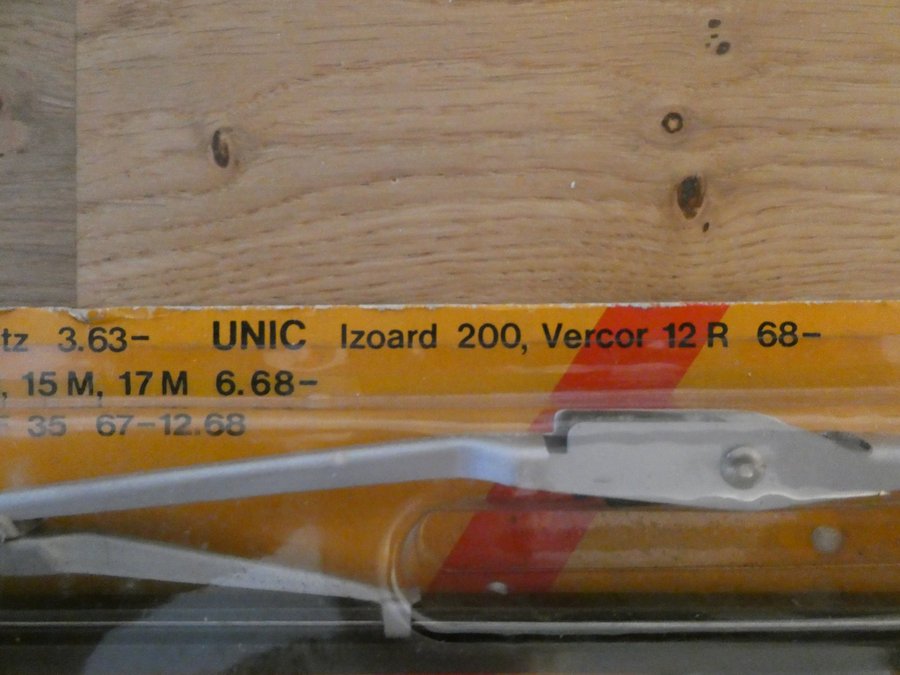 tz 3.63– UNIC Izoard 200, Vercor 12 R 68–
, 15 M, 17 M 6.68–
35 67–12.68